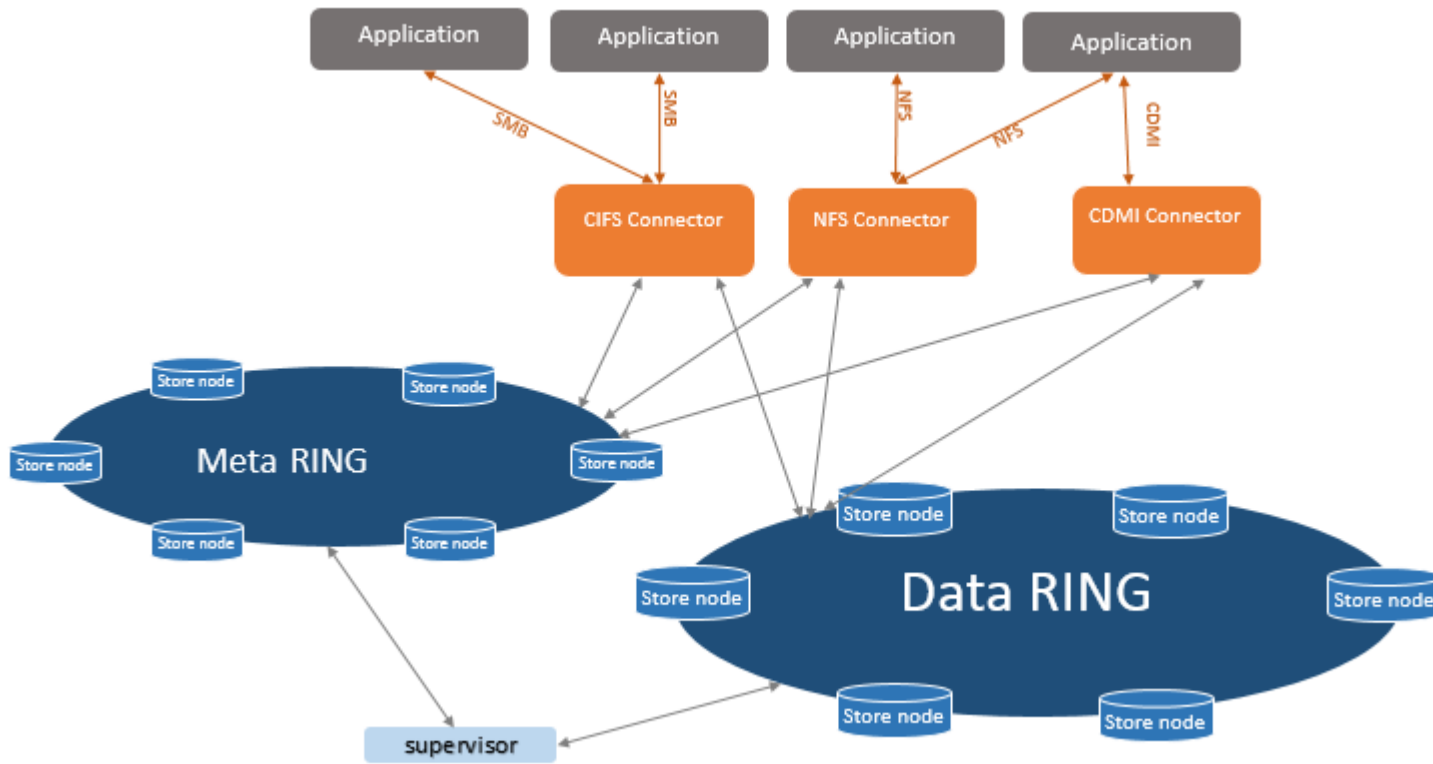 Application
Application
Application
Application
SMB
SMB
NFS
NFS
CDMI
CIFS Connector
NFS Connector
CDMI Connector
Store node
Store node
Store node
Meta RING
Store node
Store node
Store node
Store node
Store node
Store node
Data RING
Store node
Store node
Store node
supervisor